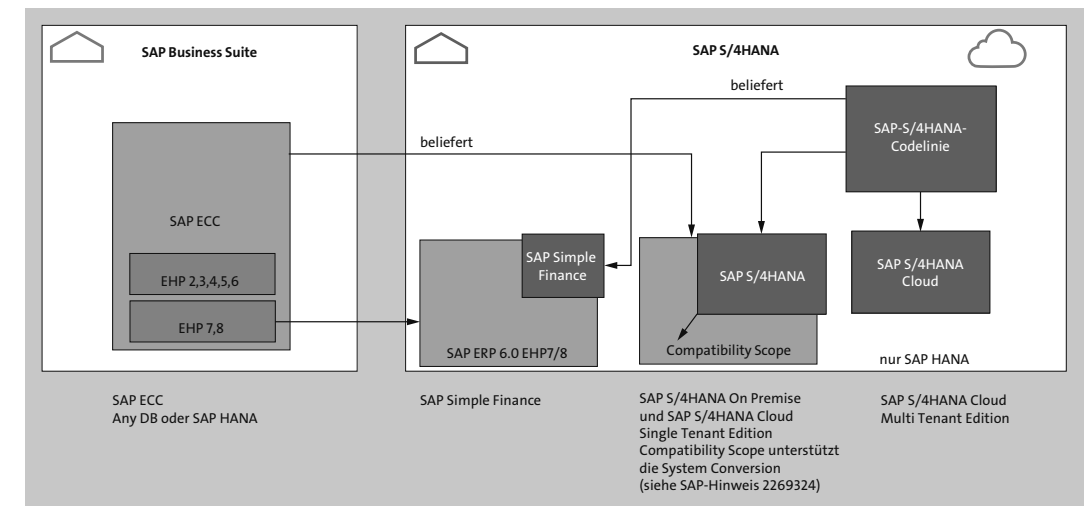 SAP Business Suite
SAP S/4HANA
beliefert
beliefert
SAP-S/4HANA-
Codelinie
SAP ECC
EHP 2,3,4,5,6
EHP 7,8
SAP Simple
Finance
SAP ERP 6.0 EHP7/8
SAP S/4HANA
Compatibility Scope
SAP S/4HANA
Cloud
nur SAP HANA
SAP ECC
Any DB oder SAP HANA
SAP Simple Finance
SAP S/4HANA On Premise
und SAP S/4HANA Cloud
Single Tenant Edition
Compatibility Scope unterstützt
die System Conversion
(siehe SAP-Hinweis 2269324)
SAP S/4HANA Cloud
Multi Tenant Edition